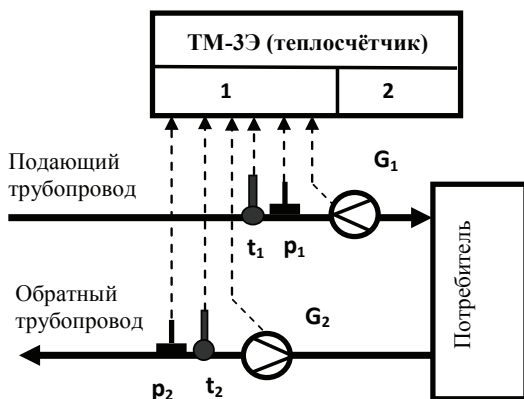 ТМ-3Э (теплосчётчик)
1
2
Подающий
трубопровод
G₁
t₁
p₁
Обратный
трубопровод
G₂
p₂
t₂
Потребитель